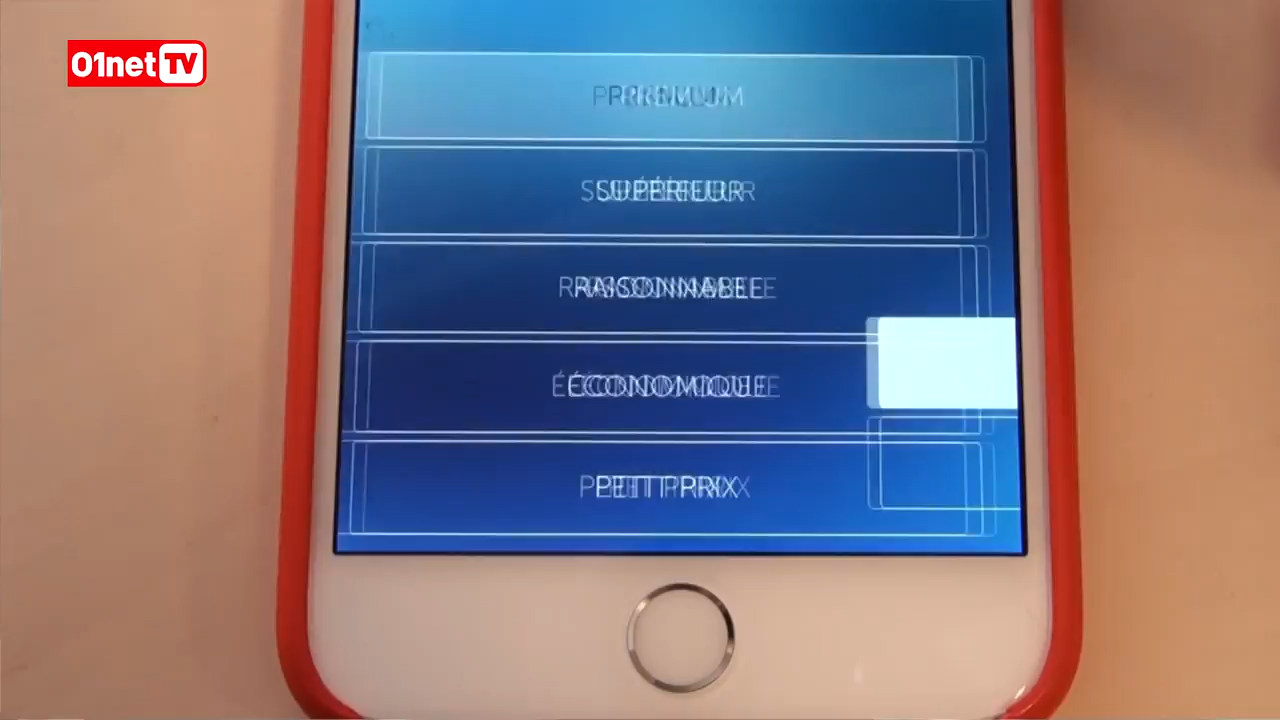 01netTV
PREMIUM
SUPÉRIEUR
RAISONNABLE
ÉCONOMIQUE
PETIT PRIX